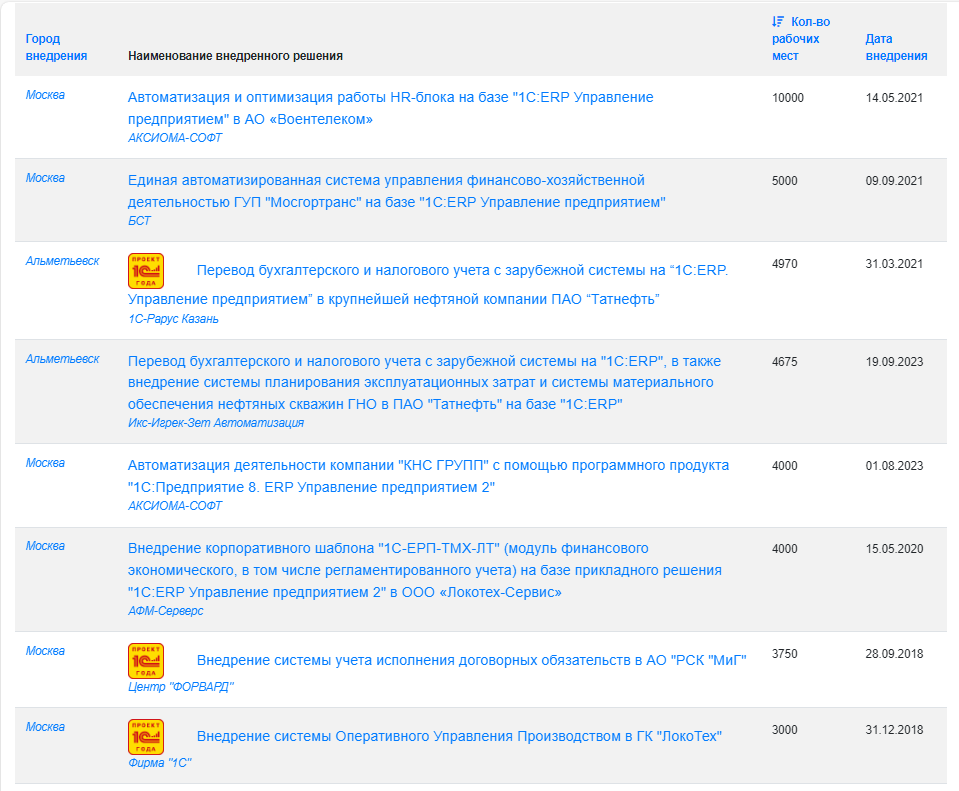 Город
внедрения
Наименование внедренного решения
Кол-во
рабочих
мест
Дата
внедрения
Москва
Автоматизация и оптимизация работы HR-блока на базе "1С:ERP Управление
предприятием" в АО «Воентелеком»
АКСИОМА-СОФТ
10000
14.05.2021
Москва
Единая автоматизированная система управления финансово-хозяйственной
деятельностью ГУП "Мосгортранс" на базе "1С:ERP Управление предприятием"
БСТ
5000
09.09.2021
Альметьевск
ПРОЕКТ
1С
ГОДА
Перевод бухгалтерского и налогового учета с зарубежной системы на “1С:ERP.
Управление предприятием” в крупнейшей нефтяной компании ПАО “Татнефть”
1С-Рарус Казань
4970
31.03.2021
Альметьевск
Перевод бухгалтерского и налогового учета с зарубежной системы на "1С:ERP", в также
внедрение системы планирования эксплуатационных затрат и системы материального
обеспечения нефтяных скважин ГНО в ПАО "Татнефть" на базе "1С:ERP"
Икс-Игрек-Зет Автоматизация
4675
19.09.2023
Москва
Автоматизация деятельности компании "КНС ГРУПП" с помощью программного продукта
"1С:Предприятие 8. ERP Управление предприятием 2"
АКСИОМА-СОФТ
4000
01.08.2023
Москва
Внедрение корпоративного шаблона "1С-ЕРП-ТМХ-ЛТ" (модуль финансового
экономического, в том числе регламентированного учета) на базе прикладного решения
"1С:ERP Управление предприятием 2" в ООО «Локотех-Сервис»
АФМ-Серверс
4000
15.05.2020
Москва
ПРОЕКТ
1С
ГОДА
Внедрение системы учета исполнения договорных обязательств в АО "РСК "МиГ"
Центр "ФОРВАРД"
3750
28.09.2018
Москва
ПРОЕКТ
1С
ГОДА
Внедрение системы Оперативного Управления Производством в ГК "ЛокоТех"
Фирма "1С"
3000
31.12.2018